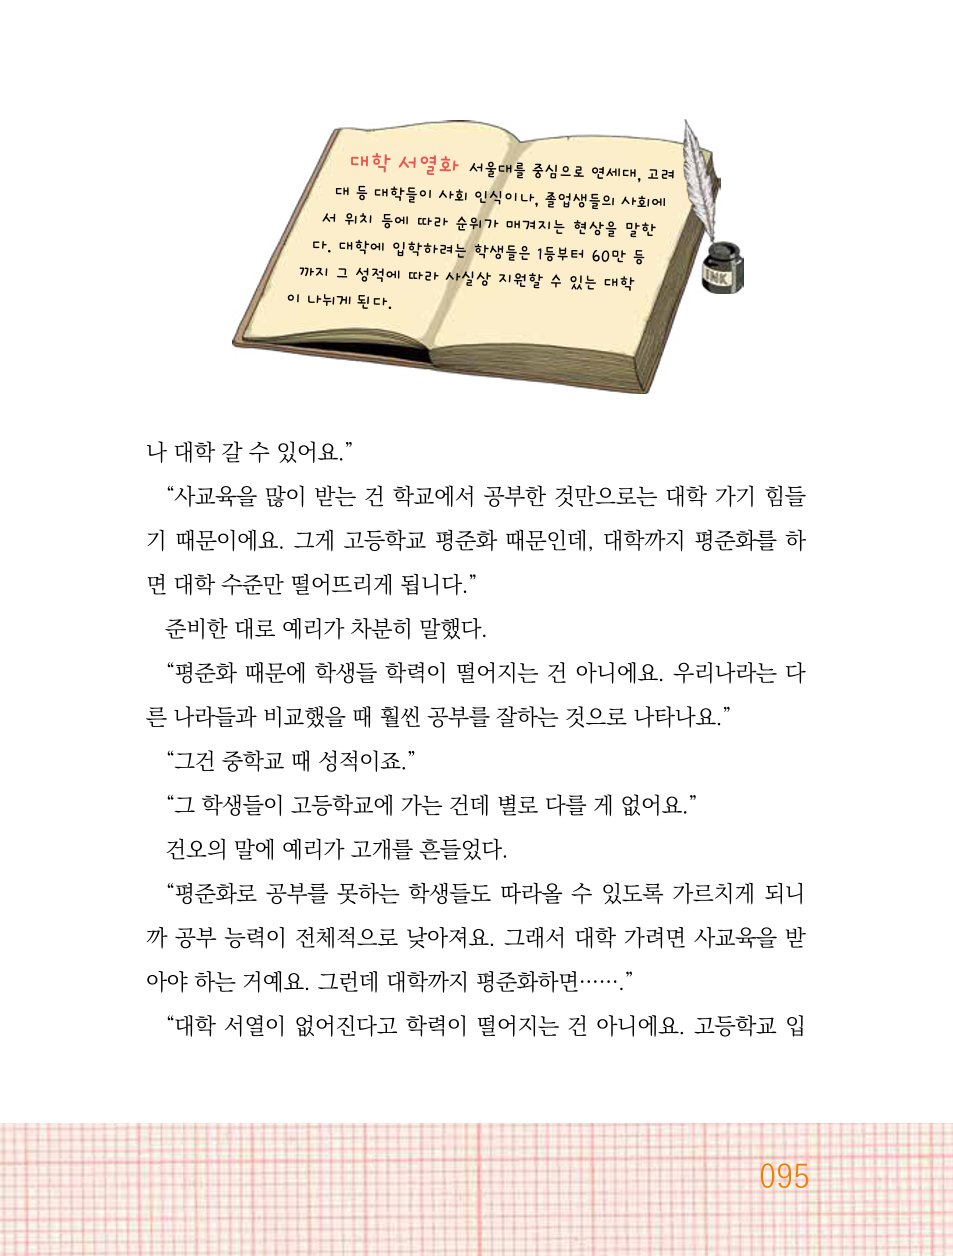 대학 서열화 서울대를 중심으로 연세대, 고려
대 등 대학들이 사회 인식이나, 졸업생들의 사회에
서 위치 등에 따라 순위가 매겨지는 현상을 말한
다. 대학에 입학하려는 학생들은 1등부터 60만 등
까지 그 성적에 따라 사실상 지원할 수 있는 대학
이 나뉘게 된다.
INK
나 대학 갈 수 있어요.”
“사교육을 많이 받는 건 학교에서 공부한 것만으로는 대학 가기 힘들
기 때문이에요. 그게 고등학교 평준화 때문인데, 대학까지 평준화를 하
면 대학 수준만 떨어뜨리게 됩니다.”
준비한 대로 예리가 차분히 말했다.
“평준화 때문에 학생들 학력이 떨어지는 건 아니에요. 우리나라는 다
른 나라들과 비교했을 때 훨씬 공부를 잘하는 것으로 나타나요.”
“그건 중학교 때 성적이죠.”
“그 학생들이 고등학교에 가는 건데 별로 다를 게 없어요.”
건오의 말에 예리가 고개를 흔들었다.
“평준화로 공부를 못하는 학생들도 따라올 수 있도록 가르치게 되니
까 공부 능력이 전체적으로 낮아져요. 그래서 대학 가려면 사교육을 받
아야 하는 거예요. 그런데 대학까지 평준화하면…….”
“대학 서열이 없어진다고 학력이 떨어지는 건 아니에요. 고등학교 입
095